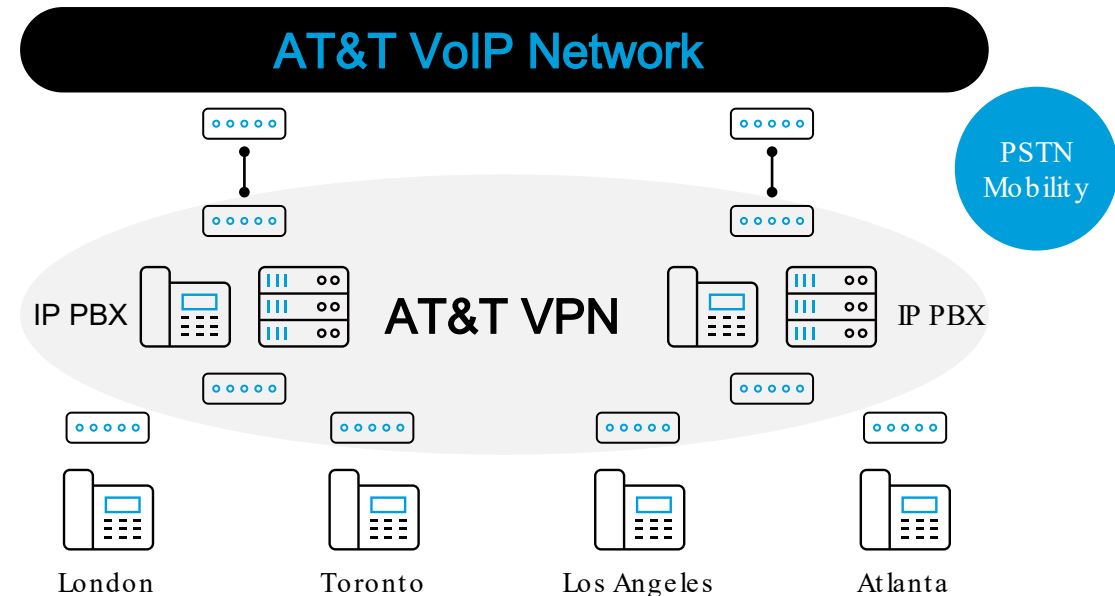 AT&T VoIP Network
PSTN
Mobility
IP PBX
AT&T VPN
IP PBX
London
Toronto
Los Angeles
Atlanta